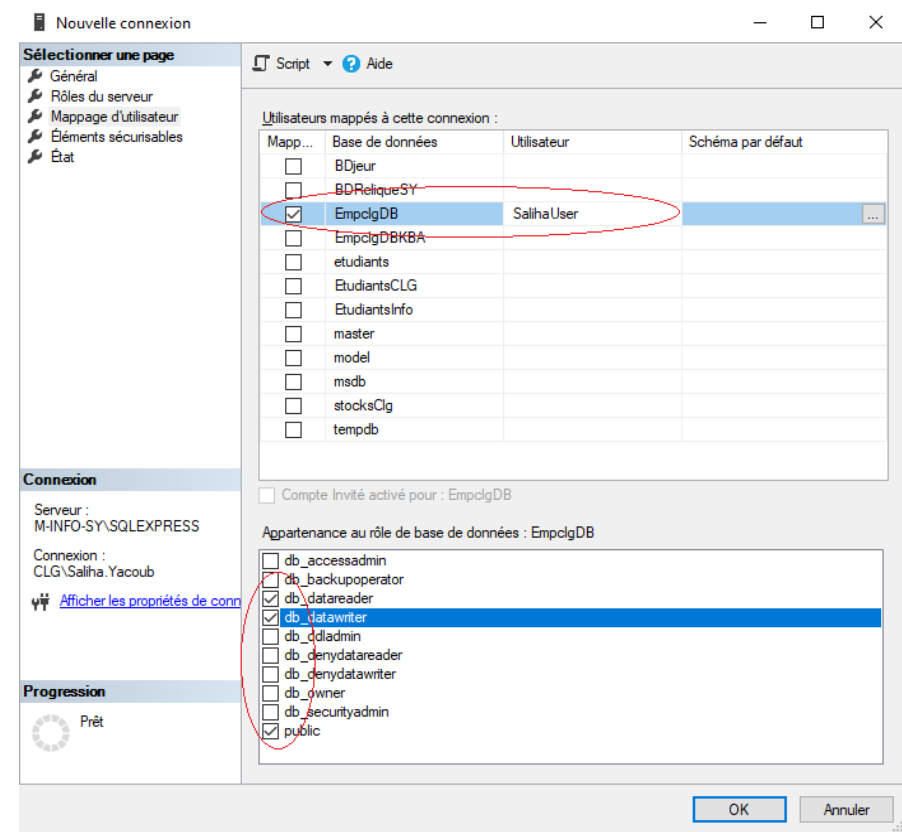 Nouvelle connexion
Sélectionner une page
Général
Rôles du serveur
Mappage d'utilisateur
Éléments sécurisables
État
Script
Aide
Utilisateurs mappés à cette connexion :
Mapp... Base de données Utilisateur Schéma par défaut
BDjeur
BDReliqueSY
EmpclgDB SalihaUser ...
EmpclgDBKBA
etudiants
EtudiantsCLG
EtudiantsInfo
master
model
msdb
stocksClg
tempdb
Connexion
Serveur :
M-INFO-SY\SQLEXPRESS
Connexion :
CLG\Saliha.Yacoub
Afficher les propriétés de conn
Progression
Prêt
Compte Invité activé pour : EmpclgDB
Appartenance au rôle de base de données : EmpclgDB
db_accessadmin
db_backupoperator
db_datareader
db_datawriter
db_ddladmin
db_denydatareader
db_denydatawriter
db_owner
db_securityadmin
public
OK Annuler